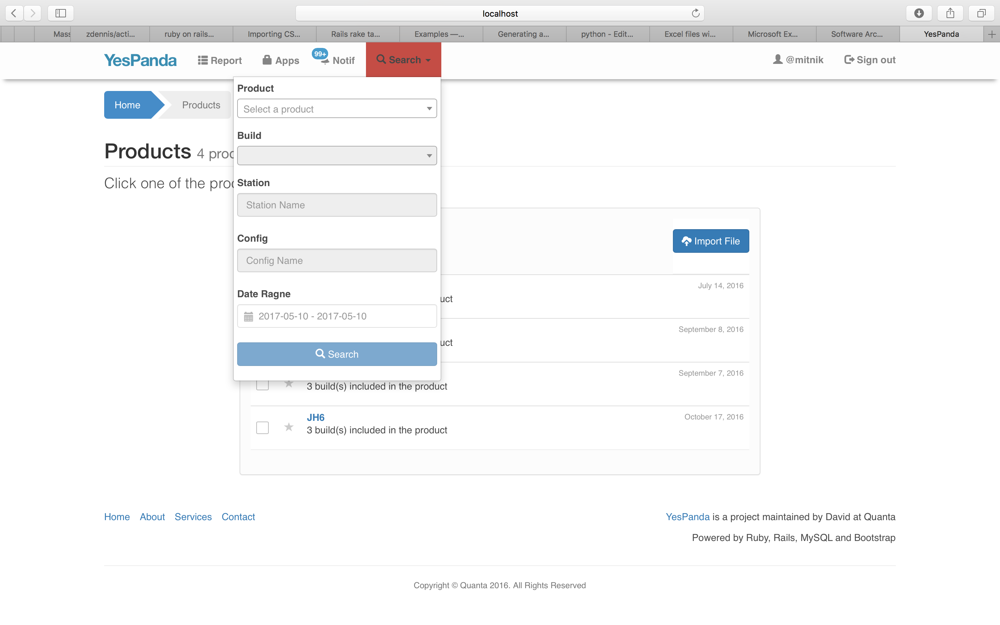 localhost
Mass zdennis/acti... ruby on rails... Importing CS... Rails rake ta... Examples —... Generating a... python - Edit... Excel files wi... Microsoft Ex... Software Arc... YesPanda
YesPanda Report Apps 99+ Notif Search @mitnik Sign out
Home Products
Product
Select a product
Build
Products 4 prod
Click one of the prod
Station
Station Name
Config
Config Name
Import File
Date Ragne
2017-05-10 - 2017-05-10
Search
July 14, 2016
uct
September 8, 2016
uct
September 7, 2016
3 build(s) included in the product
JH6
October 17, 2016
3 build(s) included in the product
Home About Services Contact
YesPanda is a project maintained by David at Quanta
Powered by Ruby, Rails, MySQL and Bootstrap
Copyright © Quanta 2016. All Rights Reserved